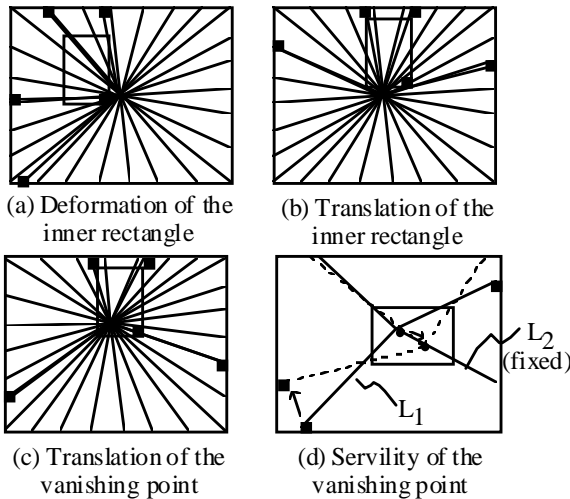 (a) Deformation of the
inner rectangle
(b) Translation of the
inner rectangle
L1
L2
(fixed)
(c) Translation of the
vanishing point
(d) Servility of the
vanishing point